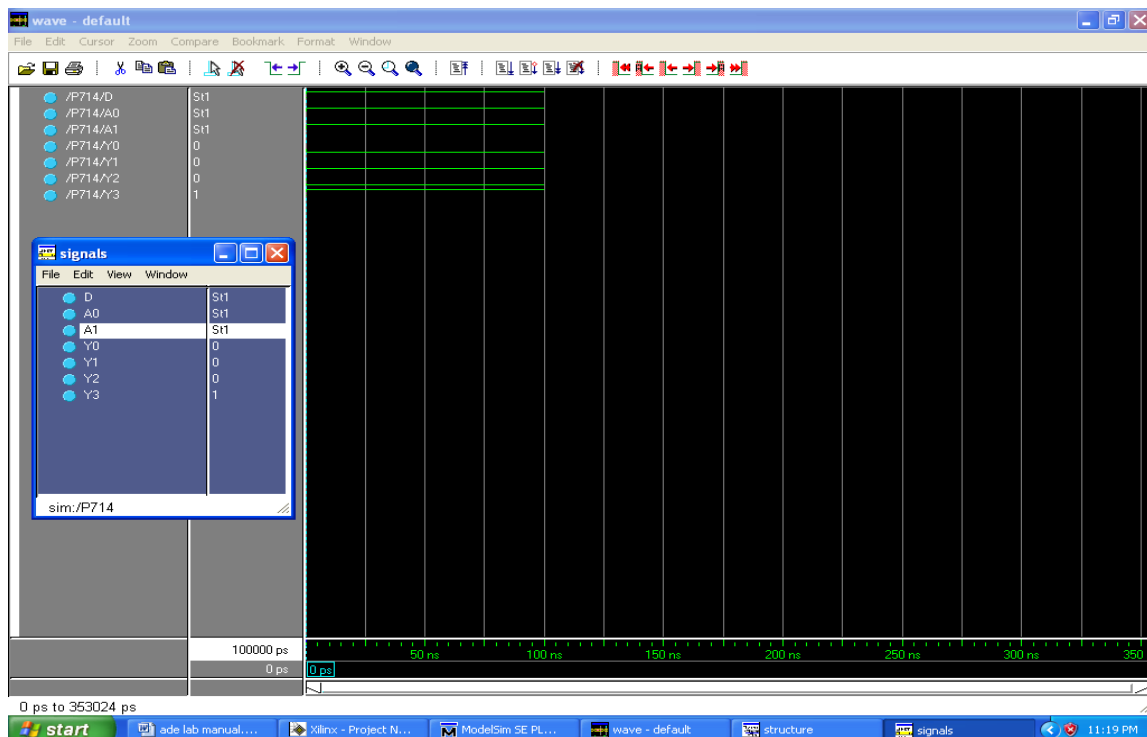 wave - default
File Edit Cursor Zoom Compare Bookmark Format Window
/P714/D St1
/P714/A0 St1
/P714/A1 St1
/P714/Y0 0
/P714/Y1 0
/P714/Y2 0
/P714/Y3 1
signals
File Edit View Window
D St1
A0 St1
A1 St1
Y0 0
Y1 0
Y2 0
Y3 1
sim:/P714
100000 ps 50 ns 100 ns 150 ns 200 ns 250 ns 300 ns 350
0 ps 0 ps
0 ps to 353024 ps
start ade lab manual.... Xilinx - Project N... ModelSim SE PL... wave - default structure signals 11:19 PM